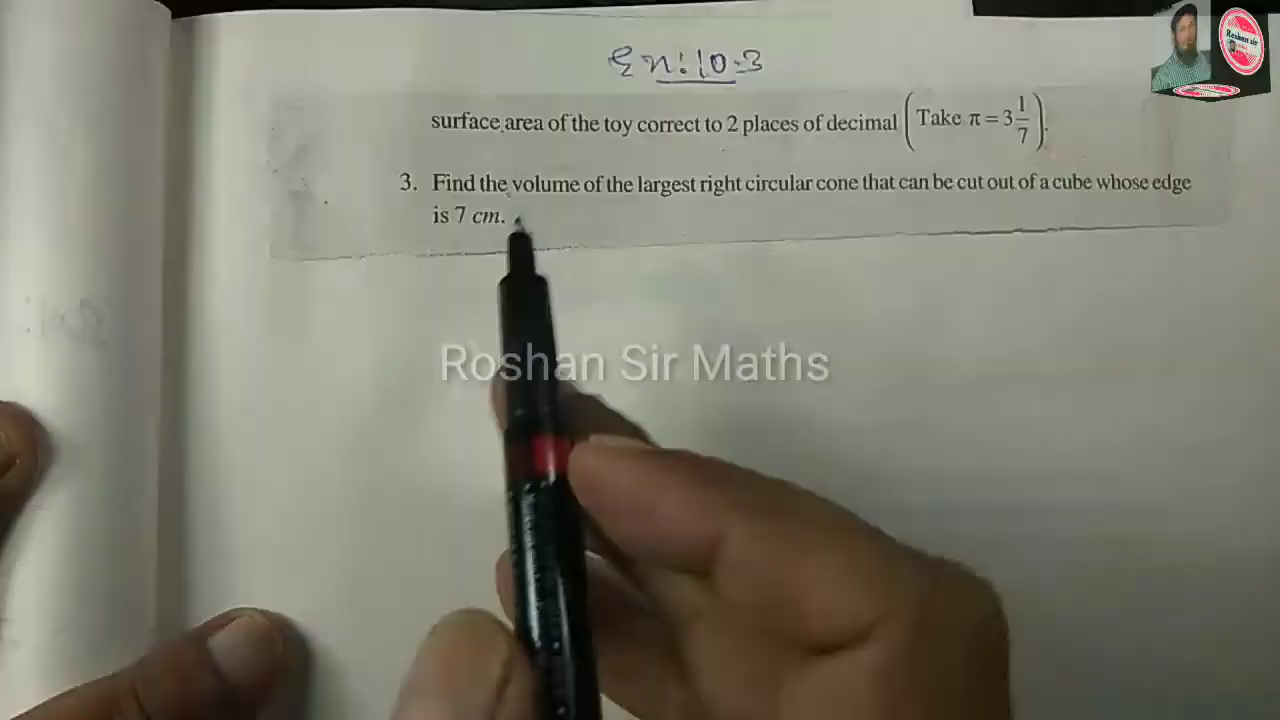 Ex: 10.3
surface area of the toy correct to 2 places of decimal (Take π = 3 1/7).
3. Find the volume of the largest right circular cone that can be cut out of a cube whose edge
is 7 cm.
Roshan Sir Maths
Roshan sir